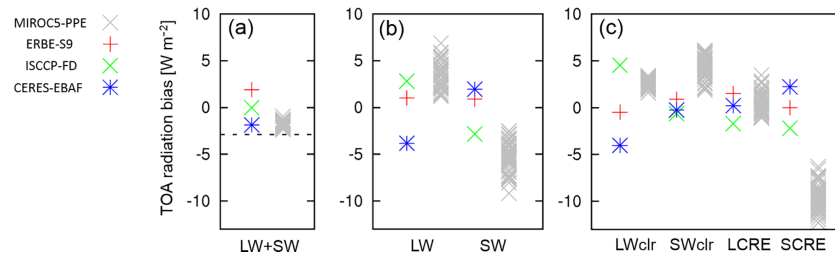 MIROC5-PPE
ERBE-S9
ISCCP-FD
CERES-EBAF
TOA radiation bias [W m⁻²]
10
5
0
-5
-10
(a)
LW+SW
10
5
0
-5
-10
(b)
LW SW
10
5
0
-5
-10
(c)
LWclr SWclr LCRE SCRE